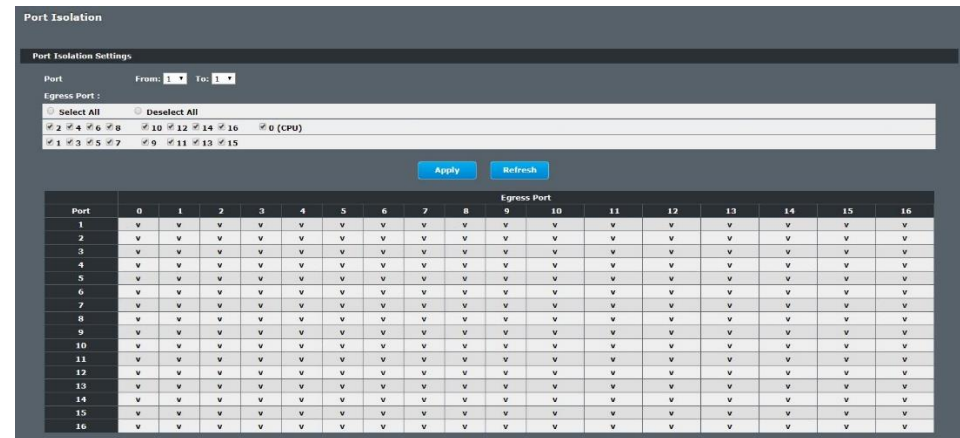 Port Isolation
Port Isolation Settings
Port From: 1 To: 1
Egress Port :
Select All Deselect All
2 4 6 8 10 12 14 16 0 (CPU)
1 3 5 7 9 11 13 15
Apply Refresh
Egress Port
Port 0 1 2 3 4 5 6 7 8 9 10 11 12 13 14 15 16
1 v v v v v v v v v v v v v v v v v
2 v v v v v v v v v v v v v v v v v
3 v v v v v v v v v v v v v v v v v
4 v v v v v v v v v v v v v v v v v
5 v v v v v v v v v v v v v v v v v
6 v v v v v v v v v v v v v v v v v
7 v v v v v v v v v v v v v v v v v
8 v v v v v v v v v v v v v v v v v
9 v v v v v v v v v v v v v v v v v
10 v v v v v v v v v v v v v v v v v
11 v v v v v v v v v v v v v v v v v
12 v v v v v v v v v v v v v v v v v
13 v v v v v v v v v v v v v v v v v
14 v v v v v v v v v v v v v v v v v
15 v v v v v v v v v v v v v v v v v
16 v v v v v v v v v v v v v v v v v